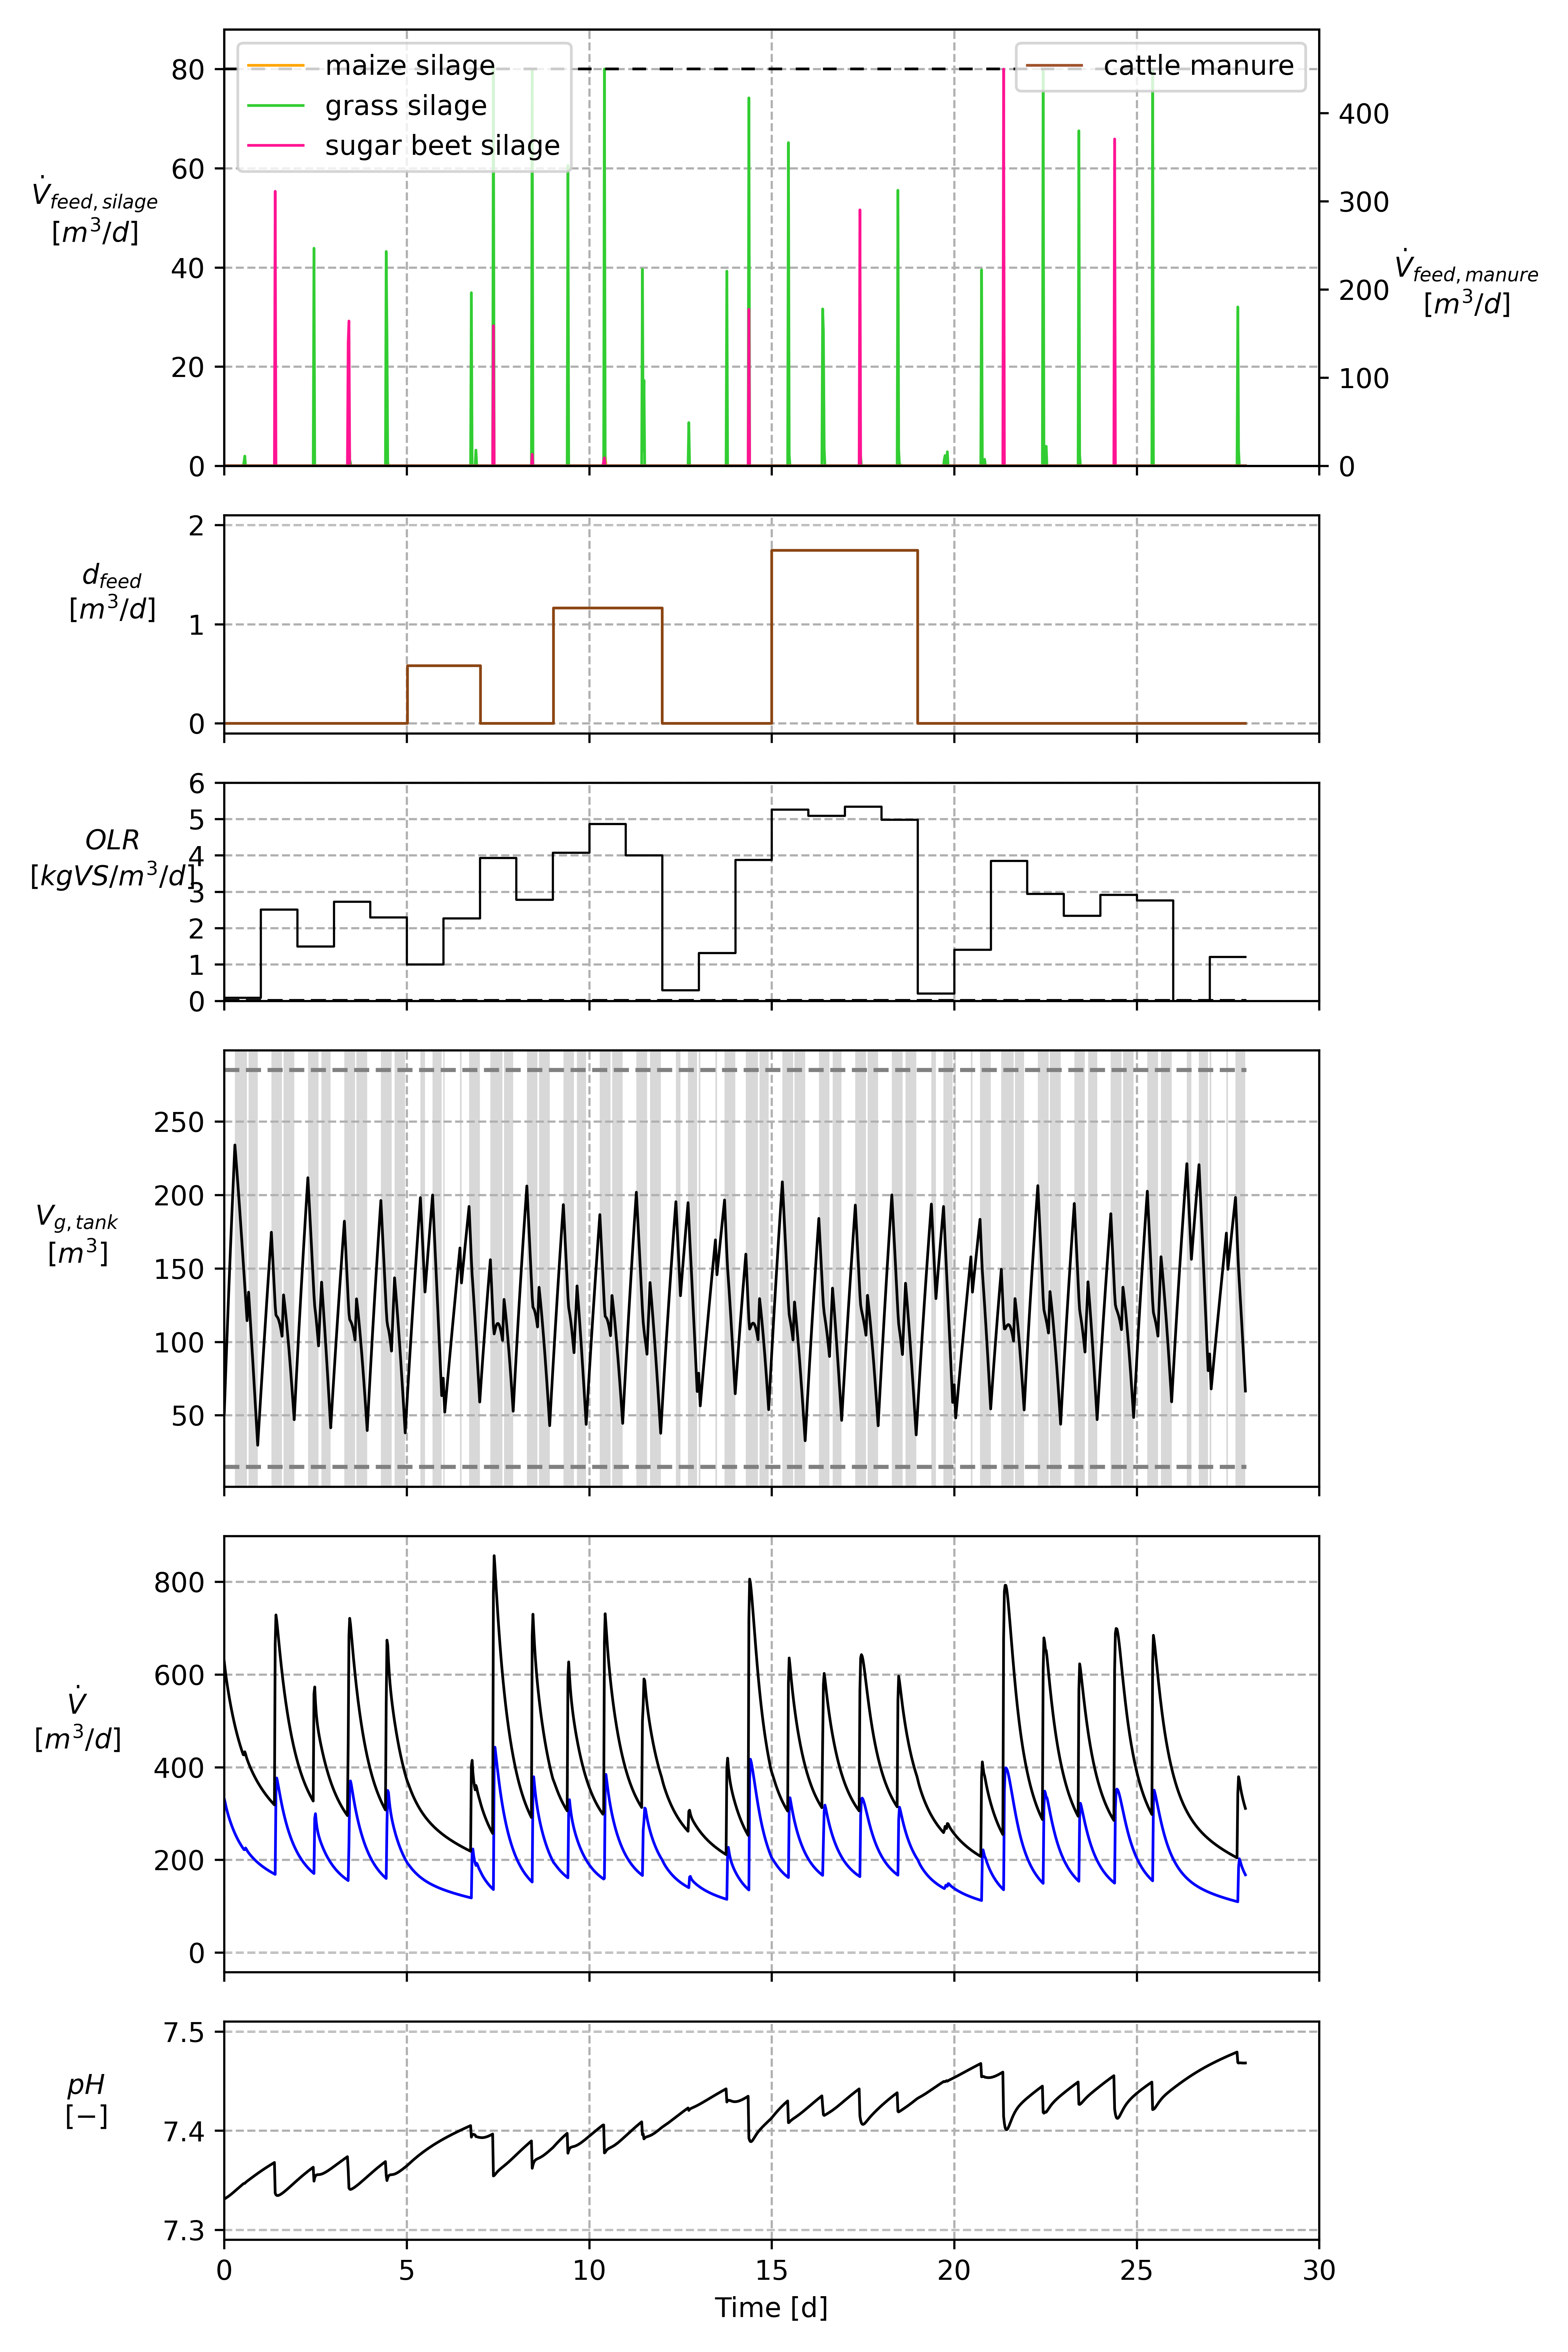 maize silage
grass silage
sugar beet silage
cattle manure
V̇feed, silage
[m³/d]
80
60
40
20
0
400
300
200
100
0
V̇feed, manure
[m³/d]
dfeed
[m³/d]
2
1
0
OLR
[kgVS/m³/d]
6
5
4
3
2
1
0
Vg, tank
[m³]
250
200
150
100
50
V̇
[m³/d]
800
600
400
200
0
pH
[−]
7.5
7.4
7.3
0 5 10 15 20 25 30
Time [d]